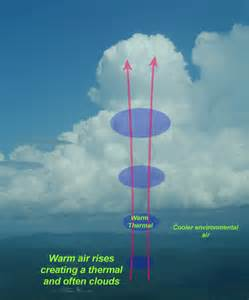 Warm
Thermal
Cooler environmental
air
Warm air rises
creating a thermal
and often clouds